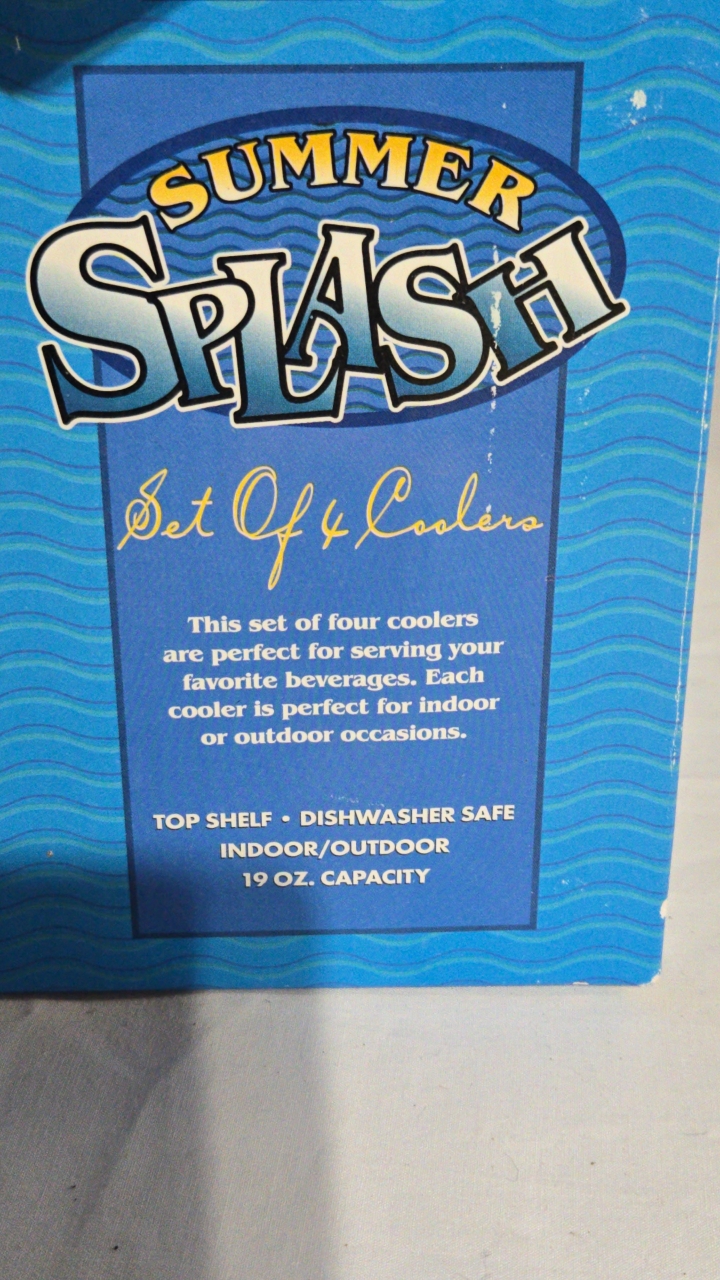 SUMMER
SPLASH
Set Of 4 Coolers
This set of four coolers
are perfect for serving your
favorite beverages. Each
cooler is perfect for indoor
or outdoor occasions.
TOP SHELF • DISHWASHER SAFE
INDOOR/OUTDOOR
19 OZ. CAPACITY